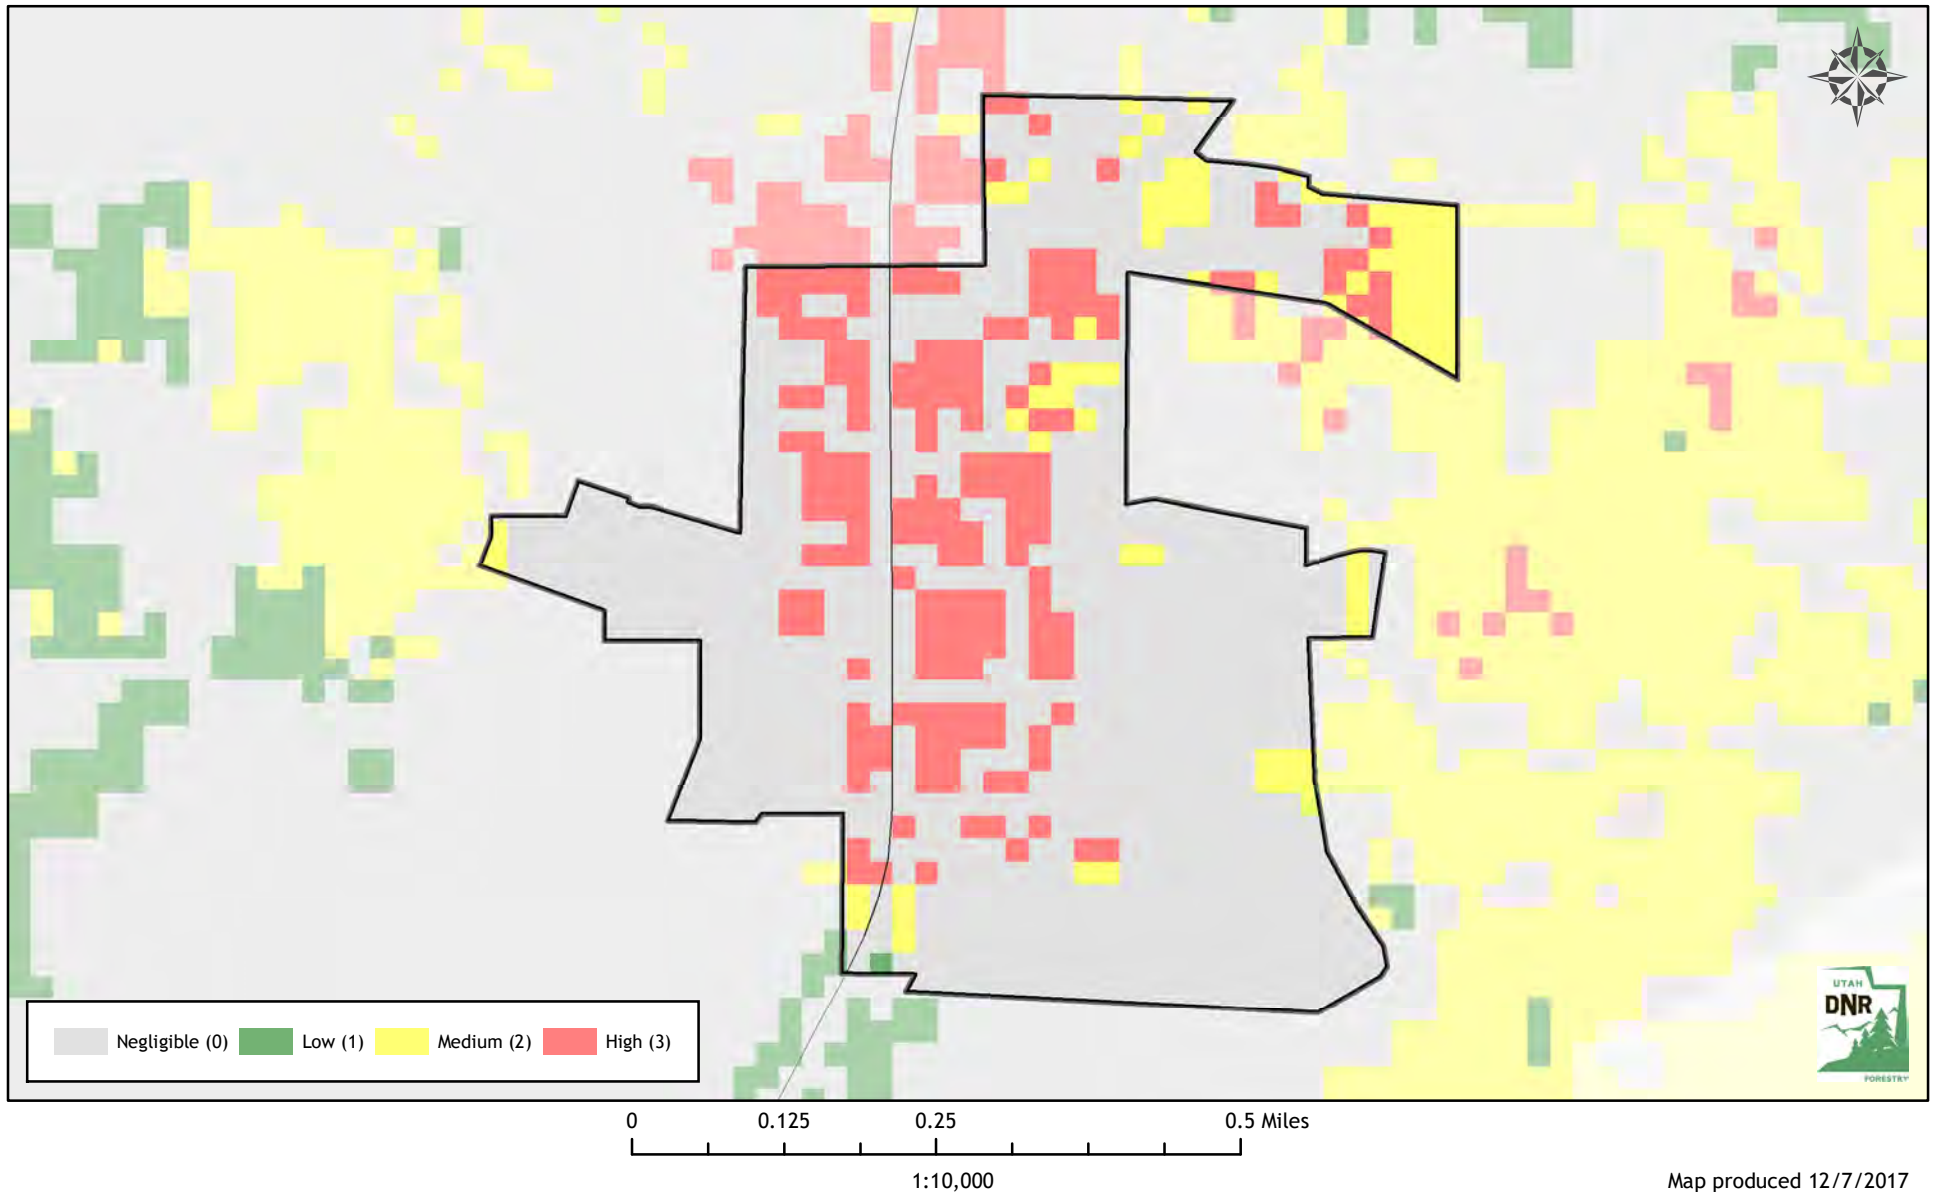 UTAH
DNR
FORESTRY
Negligible (0) Low (1) Medium (2) High (3)
0 0.125 0.25 0.5 Miles
1:10,000
Map produced 12/7/2017